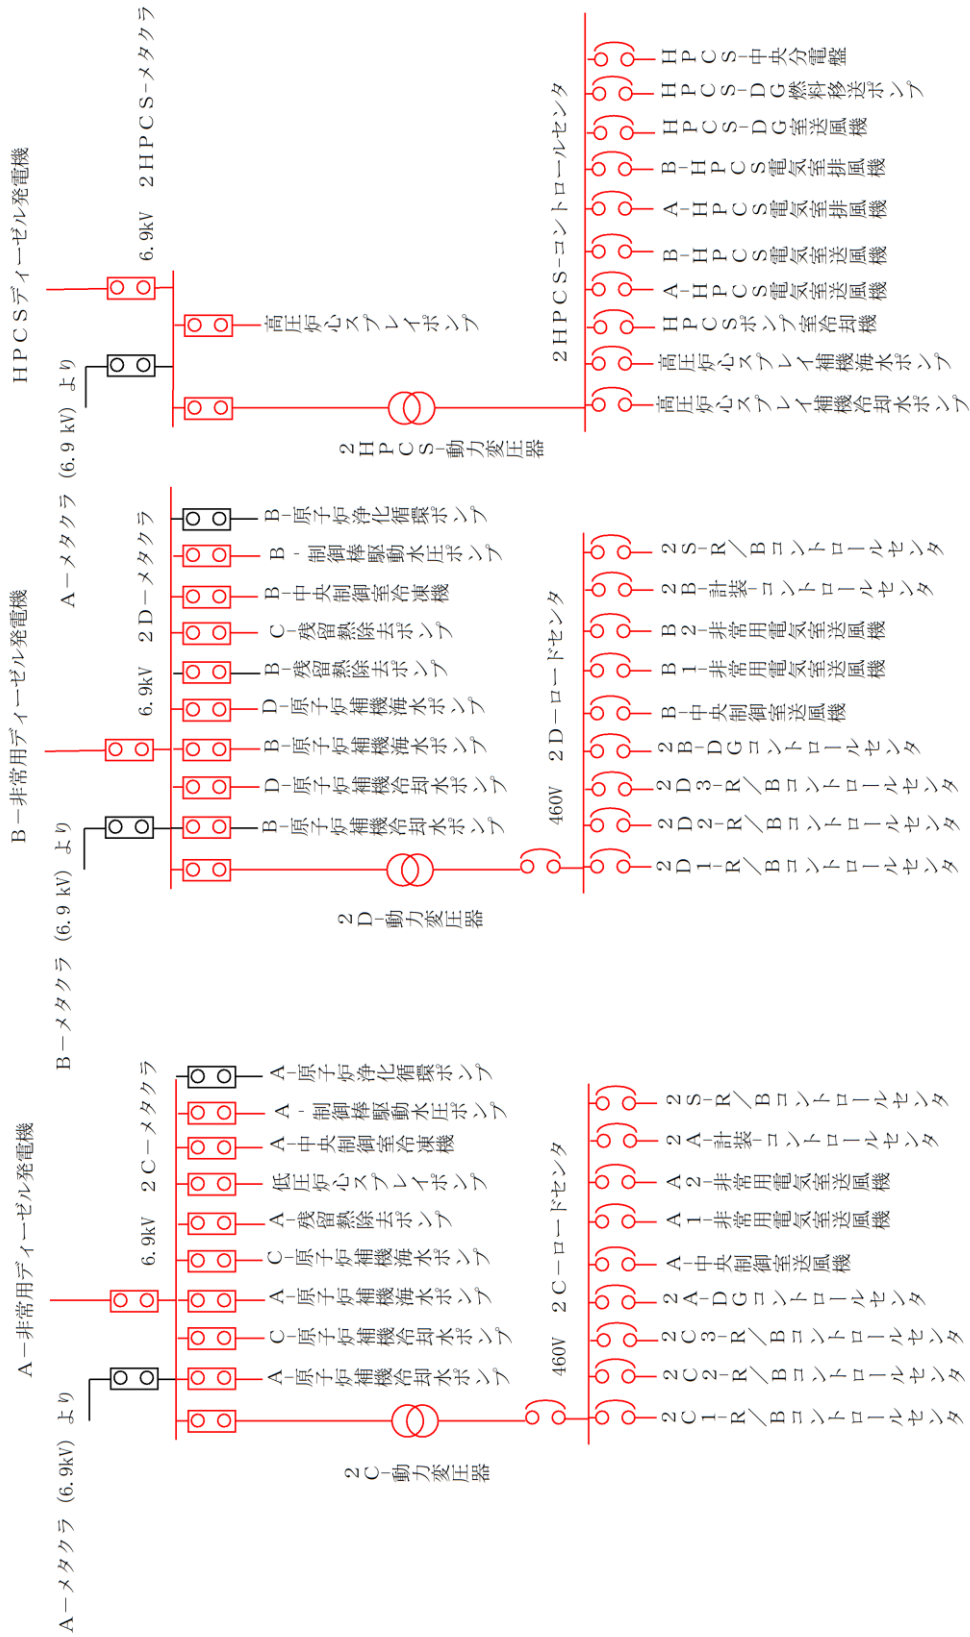 A－非常用ディーゼル発電機
A－メタクラ（6.9kV）より
6.9kV　2C－メタクラ
2C-動力変圧器
A-原子炉補機冷却水ポンプ
C-原子炉補機冷却水ポンプ
A-原子炉補機海水ポンプ
C-原子炉補機海水ポンプ
A-残留熱除去ポンプ
低圧炉心スプレイポンプ
A-中央制御室冷凍機
A-制御棒駆動水圧ポンプ
A-原子炉浄化循環ポンプ
460V　2C－ロードセンタ
2C1-R／Bコントロールセンタ
2C2-R／Bコントロールセンタ
2C3-R／Bコントロールセンタ
2A-DGコントロールセンタ
A-中央制御室送風機
A1-非常用電気室送風機
A2-非常用電気室送風機
2A-計装-コントロールセンタ
2S-R／Bコントロールセンタ
B－非常用ディーゼル発電機
B－メタクラ（6.9 kV）より
6.9kV　2D－メタクラ
2D-動力変圧器
B-原子炉補機冷却水ポンプ
D-原子炉補機冷却水ポンプ
B-原子炉補機海水ポンプ
D-原子炉補機海水ポンプ
B-残留熱除去ポンプ
C-残留熱除去ポンプ
B-中央制御室冷凍機
B-制御棒駆動水圧ポンプ
B-原子炉浄化循環ポンプ
460V　2D－ロードセンタ
2D1-R／Bコントロールセンタ
2D2-R／Bコントロールセンタ
2D3-R／Bコントロールセンタ
2B-DGコントロールセンタ
B-中央制御室送風機
B1-非常用電気室送風機
B2-非常用電気室送風機
2B-計装-コントロールセンタ
2S-R／Bコントロールセンタ
HPCSディーゼル発電機
A－メタクラ（6.9 kV）より
6.9kV　2HPCS-メタクラ
高圧炉心スプレイポンプ
2HPCS-動力変圧器
2HPCS-コントロールセンタ
高圧炉心スプレイ補機冷却水ポンプ
高圧炉心スプレイ補機海水ポンプ
HPCSポンプ室冷却機
A-HPCS電気室送風機
B-HPCS電気室送風機
A-HPCS電気室排風機
B-HPCS電気室排風機
HPCS-DG室送風機
HPCS-DG燃料移送ポンプ
HPCS-中央分電盤